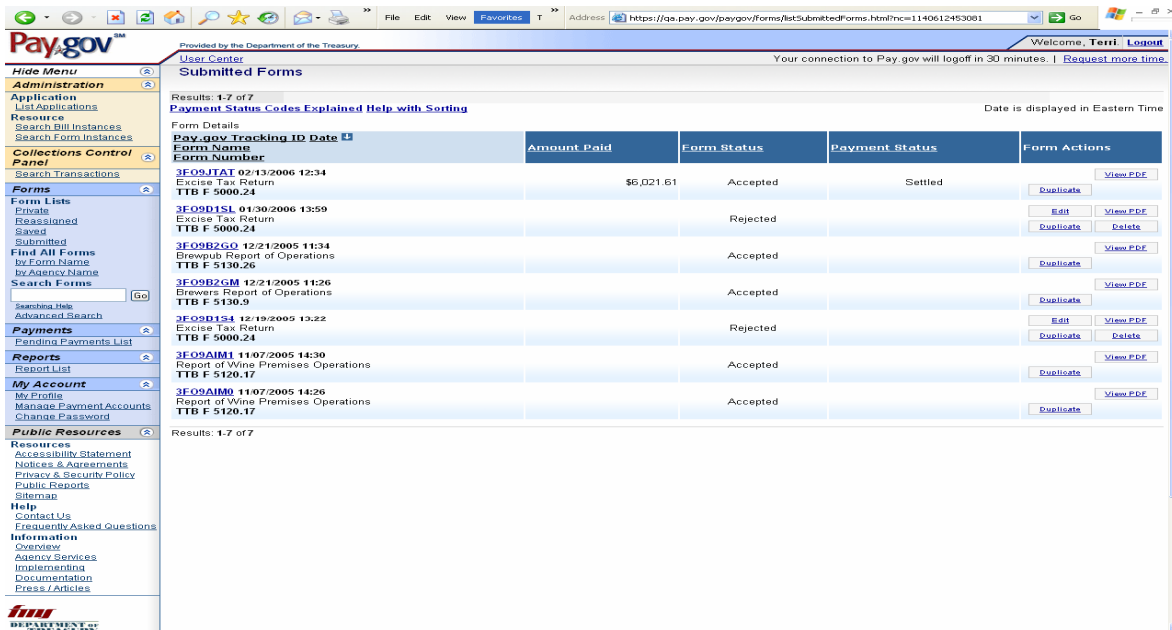 File Edit View Favorites T
Address https://qa.pay.gov/paygov/forms/listSubmittedForms.html?nc=1140612453081 Go
Pay.gov SM
Provided by the Department of the Treasury.
Welcome, Terri. Logout
User Center
Your connection to Pay.gov will logoff in 30 minutes. | Request more time.
Hide Menu
Administration
Application
List Applications
Resource
Search Bill Instances
Search Form Instances
Collections Control
Panel
Search Transactions
Forms
Form Lists
Private
Reassigned
Saved
Submitted
Find All Forms
by Form Name
by Agency Name
Search Forms
Go
Searching Help
Advanced Search
Payments
Pending Payments List
Reports
Report List
My Account
My Profile
Manage Payment Accounts
Change Password
Public Resources
Resources
Accessibility Statement
Notices & Agreements
Privacy & Security Policy
Public Reports
Sitemap
Help
Contact Us
Frequently Asked Questions
Information
Overview
Agency Services
Implementing
Documentation
Press / Articles
fms
DEPARTMENT OF
TREASURY
Submitted Forms
Results: 1-7 of 7
Payment Status Codes Explained Help with Sorting
Date is displayed in Eastern Time
Form Details
Pay.gov Tracking ID Date
Form Name
Form Number
Amount Paid
Form Status
Payment Status
Form Actions
3FO9JTAT 02/13/2006 12:34
View PDF
Excise Tax Return $6,021.61 Accepted Settled
TTB F 5000.24
Duplicate
3FO9D1SL 01/30/2006 13:59
Edit View PDF
Excise Tax Return Rejected
TTB F 5000.24
Duplicate Delete
3FO9B2GO 12/21/2005 11:34
View PDF
Brewpub Report of Operations Accepted
TTB F 5130.26
Duplicate
3FO9B2GM 12/21/2005 11:26
View PDF
Brewers Report of Operations Accepted
TTB F 5130.9
Duplicate
3FO9D1S4 12/19/2005 13:22
Edit View PDF
Excise Tax Return Rejected
TTB F 5000.24
Duplicate Delete
3FO9AIM1 11/07/2005 14:30
View PDF
Report of Wine Premises Operations Accepted
TTB F 5120.17
Duplicate
3FO9AIM0 11/07/2005 14:26
View PDF
Report of Wine Premises Operations Accepted
TTB F 5120.17
Duplicate
Results: 1-7 of 7